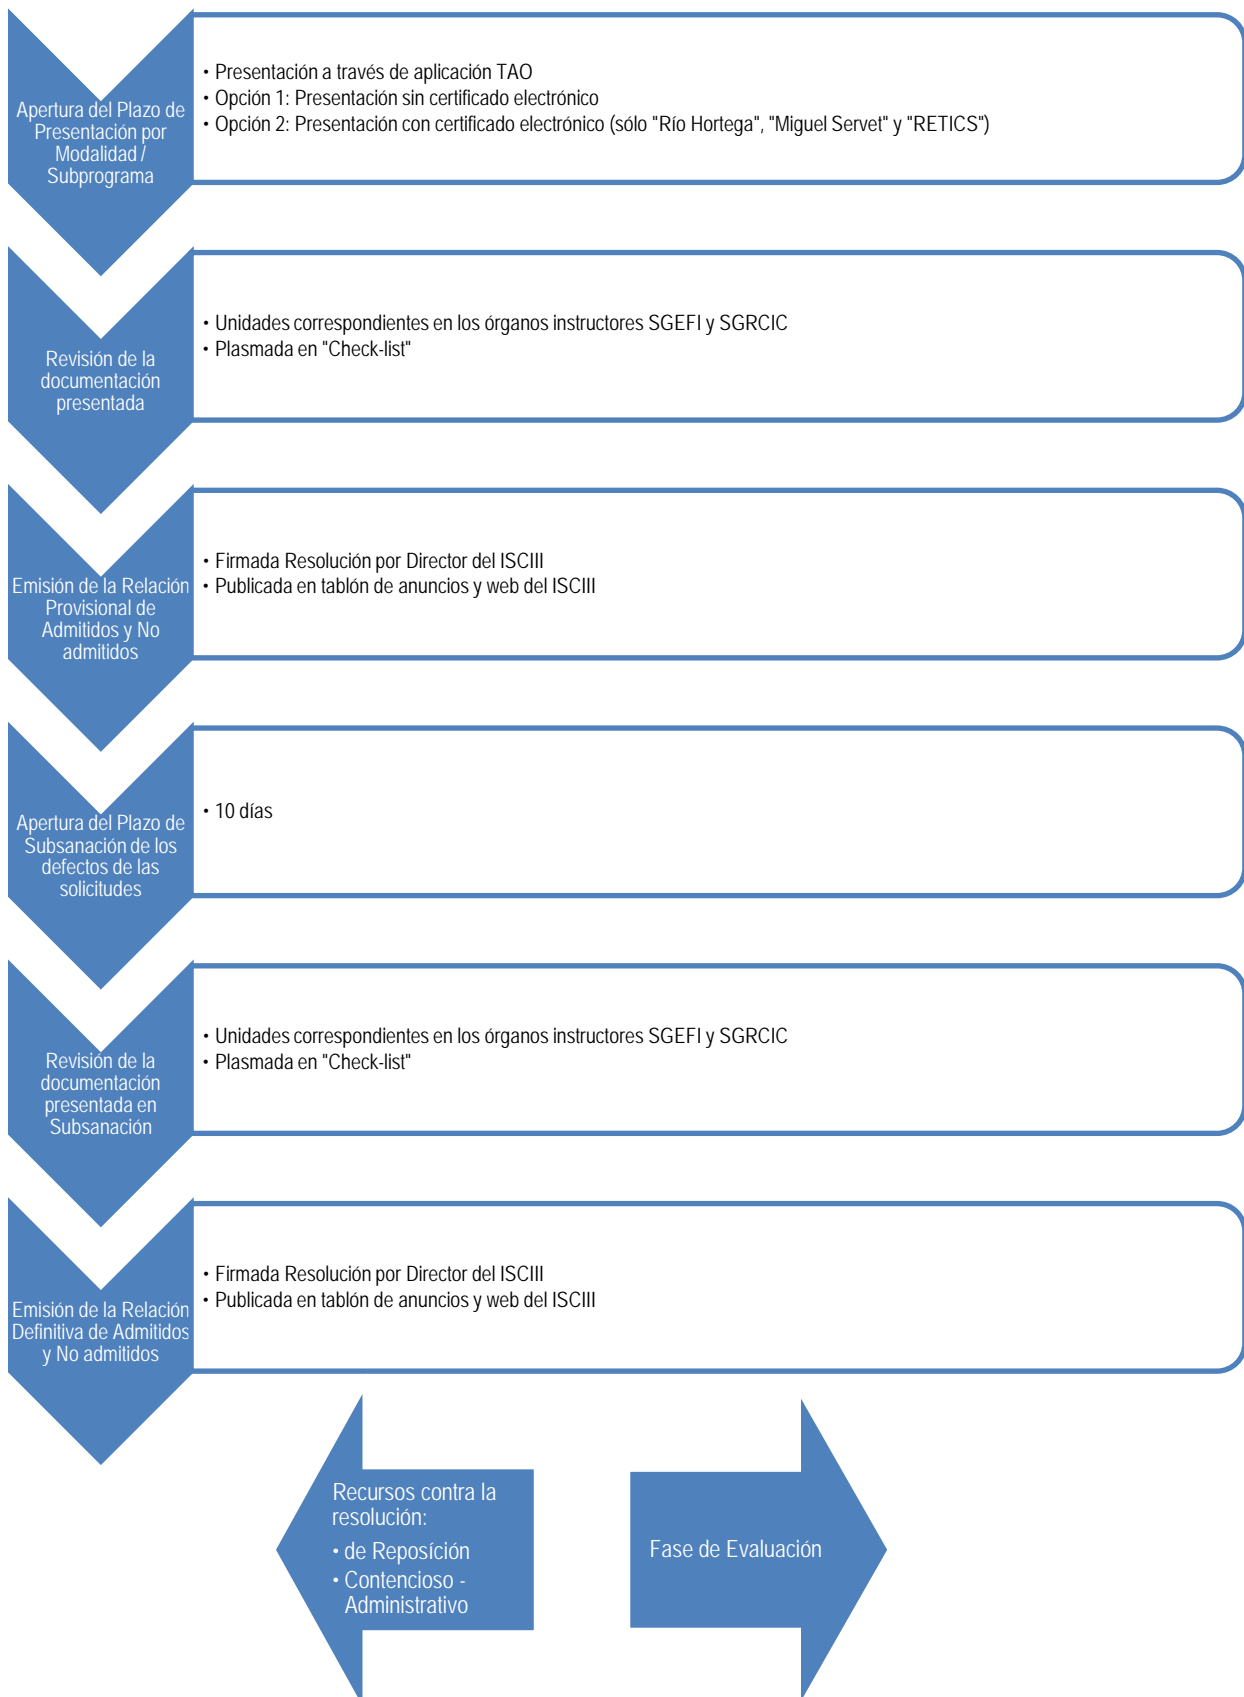 Apertura del Plazo de
Presentación por
Modalidad /
Subprograma
• Presentación a través de aplicación TAO
• Opción 1: Presentación sin certificado electrónico
• Opción 2: Presentación con certificado electrónico (sólo "Río Hortega", "Miguel Servet" y "RETICS")
Revisión de la
documentación
presentada
• Unidades correspondientes en los órganos instructores SGEFI y SGRCIC
• Plasmada en "Check-list"
Emisión de la Relación
Provisional de
Admitidos y No
admitidos
• Firmada Resolución por Director del ISCIII
• Publicada en tablón de anuncios y web del ISCIII
Apertura del Plazo de
Subsanación de los
defectos de las
solicitudes
• 10 días
Revisión de la
documentación
presentada en
Subsanación
• Unidades correspondientes en los órganos instructores SGEFI y SGRCIC
• Plasmada en "Check-list"
Emisión de la Relación
Definitiva de Admitidos
y No admitidos
• Firmada Resolución por Director del ISCIII
• Publicada en tablón de anuncios y web del ISCIII
Recursos contra la
resolución:
• de Reposíción
• Contencioso -
Administrativo
Fase de Evaluación